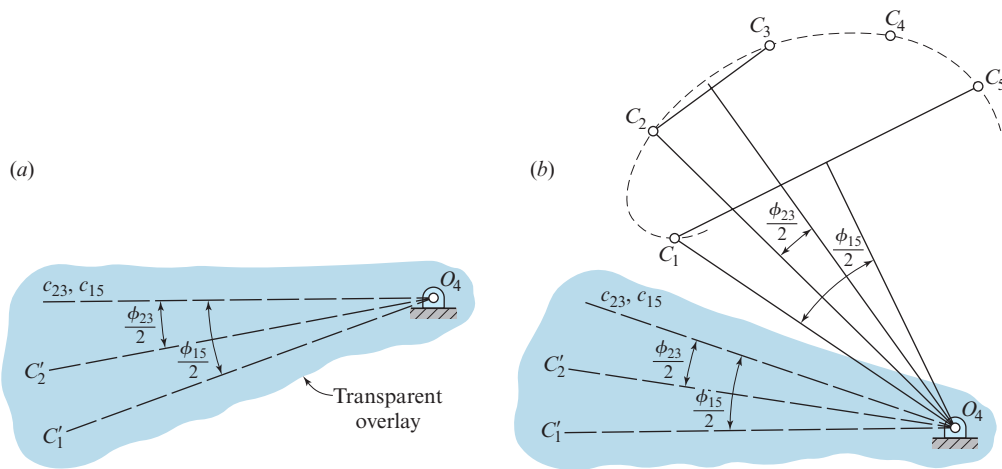 (a)
c₂₃, c₁₅
O₄
ϕ₂₃
2
ϕ₁₅
2
C′₂
C′₁
Transparent
overlay
(b)
C₃
C₄
C₅
C₂
C₁
ϕ₂₃
2
ϕ₁₅
2
c₂₃, c₁₅
ϕ₂₃
2
C′₂
ϕ₁₅
2
O₄
C′₁